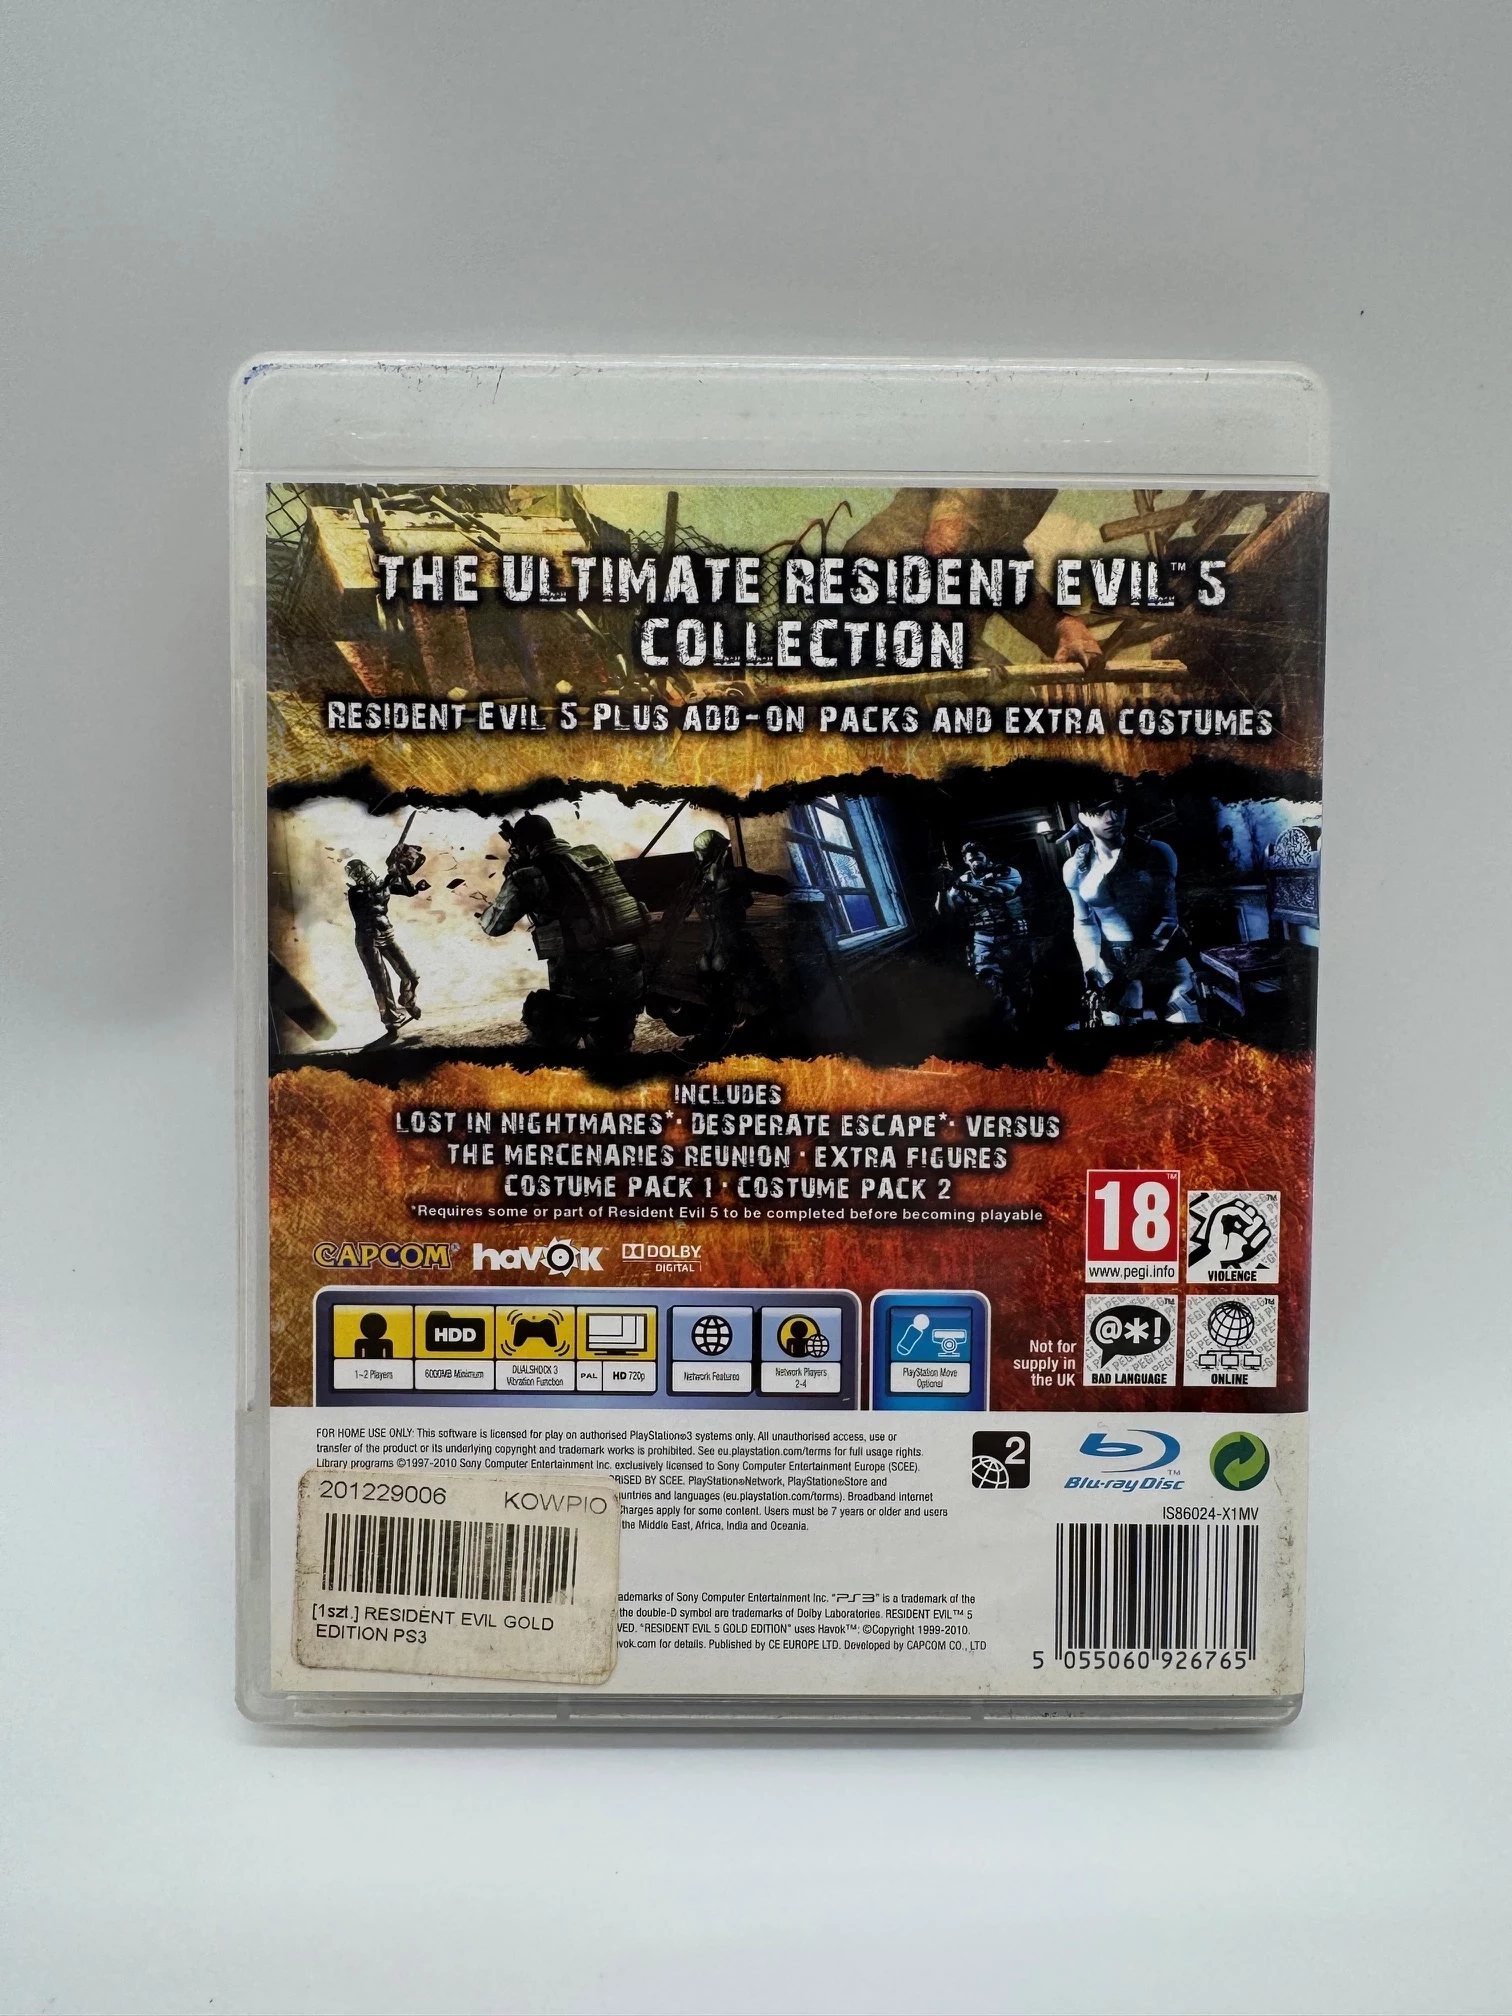 THE ULTIMATE RESIDENT EVIL™ 5
COLLECTION
RESIDENT EVIL 5 PLUS ADD-ON PACKS AND EXTRA COSTUMES
INCLUDES
LOST IN NIGHTMARES*· DESPERATE ESCAPE*· VERSUS
THE MERCENARIES REUNION · EXTRA FIGURES
COSTUME PACK 1 · COSTUME PACK 2
*Requires some or part of Resident Evil 5 to be completed before becoming playable
CAPCOM® havok™ DOLBY
DIGITAL
18
www.pegi.info
VIOLENCE
@*!
BAD LANGUAGE
ONLINE
Not for
supply in
the UK
HDD
1-2 Players
6000MB Minimum
DUALSHOCK 3
Vibration Function
PAL
HD 720p
Network Features
Network Players
2-4
PlayStation Move
Optional
FOR HOME USE ONLY: This software is licensed for play on authorised PlayStation®3 systems only. All unauthorised access, use or
transfer of the product or its underlying copyright and trademark works is prohibited. See eu.playstation.com/terms for full usage rights.
Library programs ©1997-2010 Sony Computer Entertainment Inc. exclusively licensed to Sony Computer Entertainment Europe (SCEE).
BY SCEE. PlayStation®Network, PlayStation®Store and
and languages (eu.playstation.com/terms). Broadband internet
apply for some content. Users must be 7 years or older and users
the Middle East, Africa, India and Oceania.
of Sony Computer Entertainment Inc. "PS3" is a trademark of the
the double-D symbol are trademarks of Dolby Laboratories. RESIDENT EVIL™ 5
"RESIDENT EVIL 5 GOLD EDITION" uses Havok™: ©Copyright 1999-2010.
for details. Published by CE EUROPE LTD. Developed by CAPCOM CO., LTD
2
Blu-ray Disc™
IS86024-X1MV
5 055060 926765
201229006 KOWPIO
[1szt.] RESIDENT EVIL GOLD
EDITION PS3